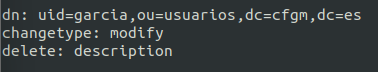 dn: uid=garcia,ou=usuarios,dc=cfgm,dc=es
changetype: modify
delete: description